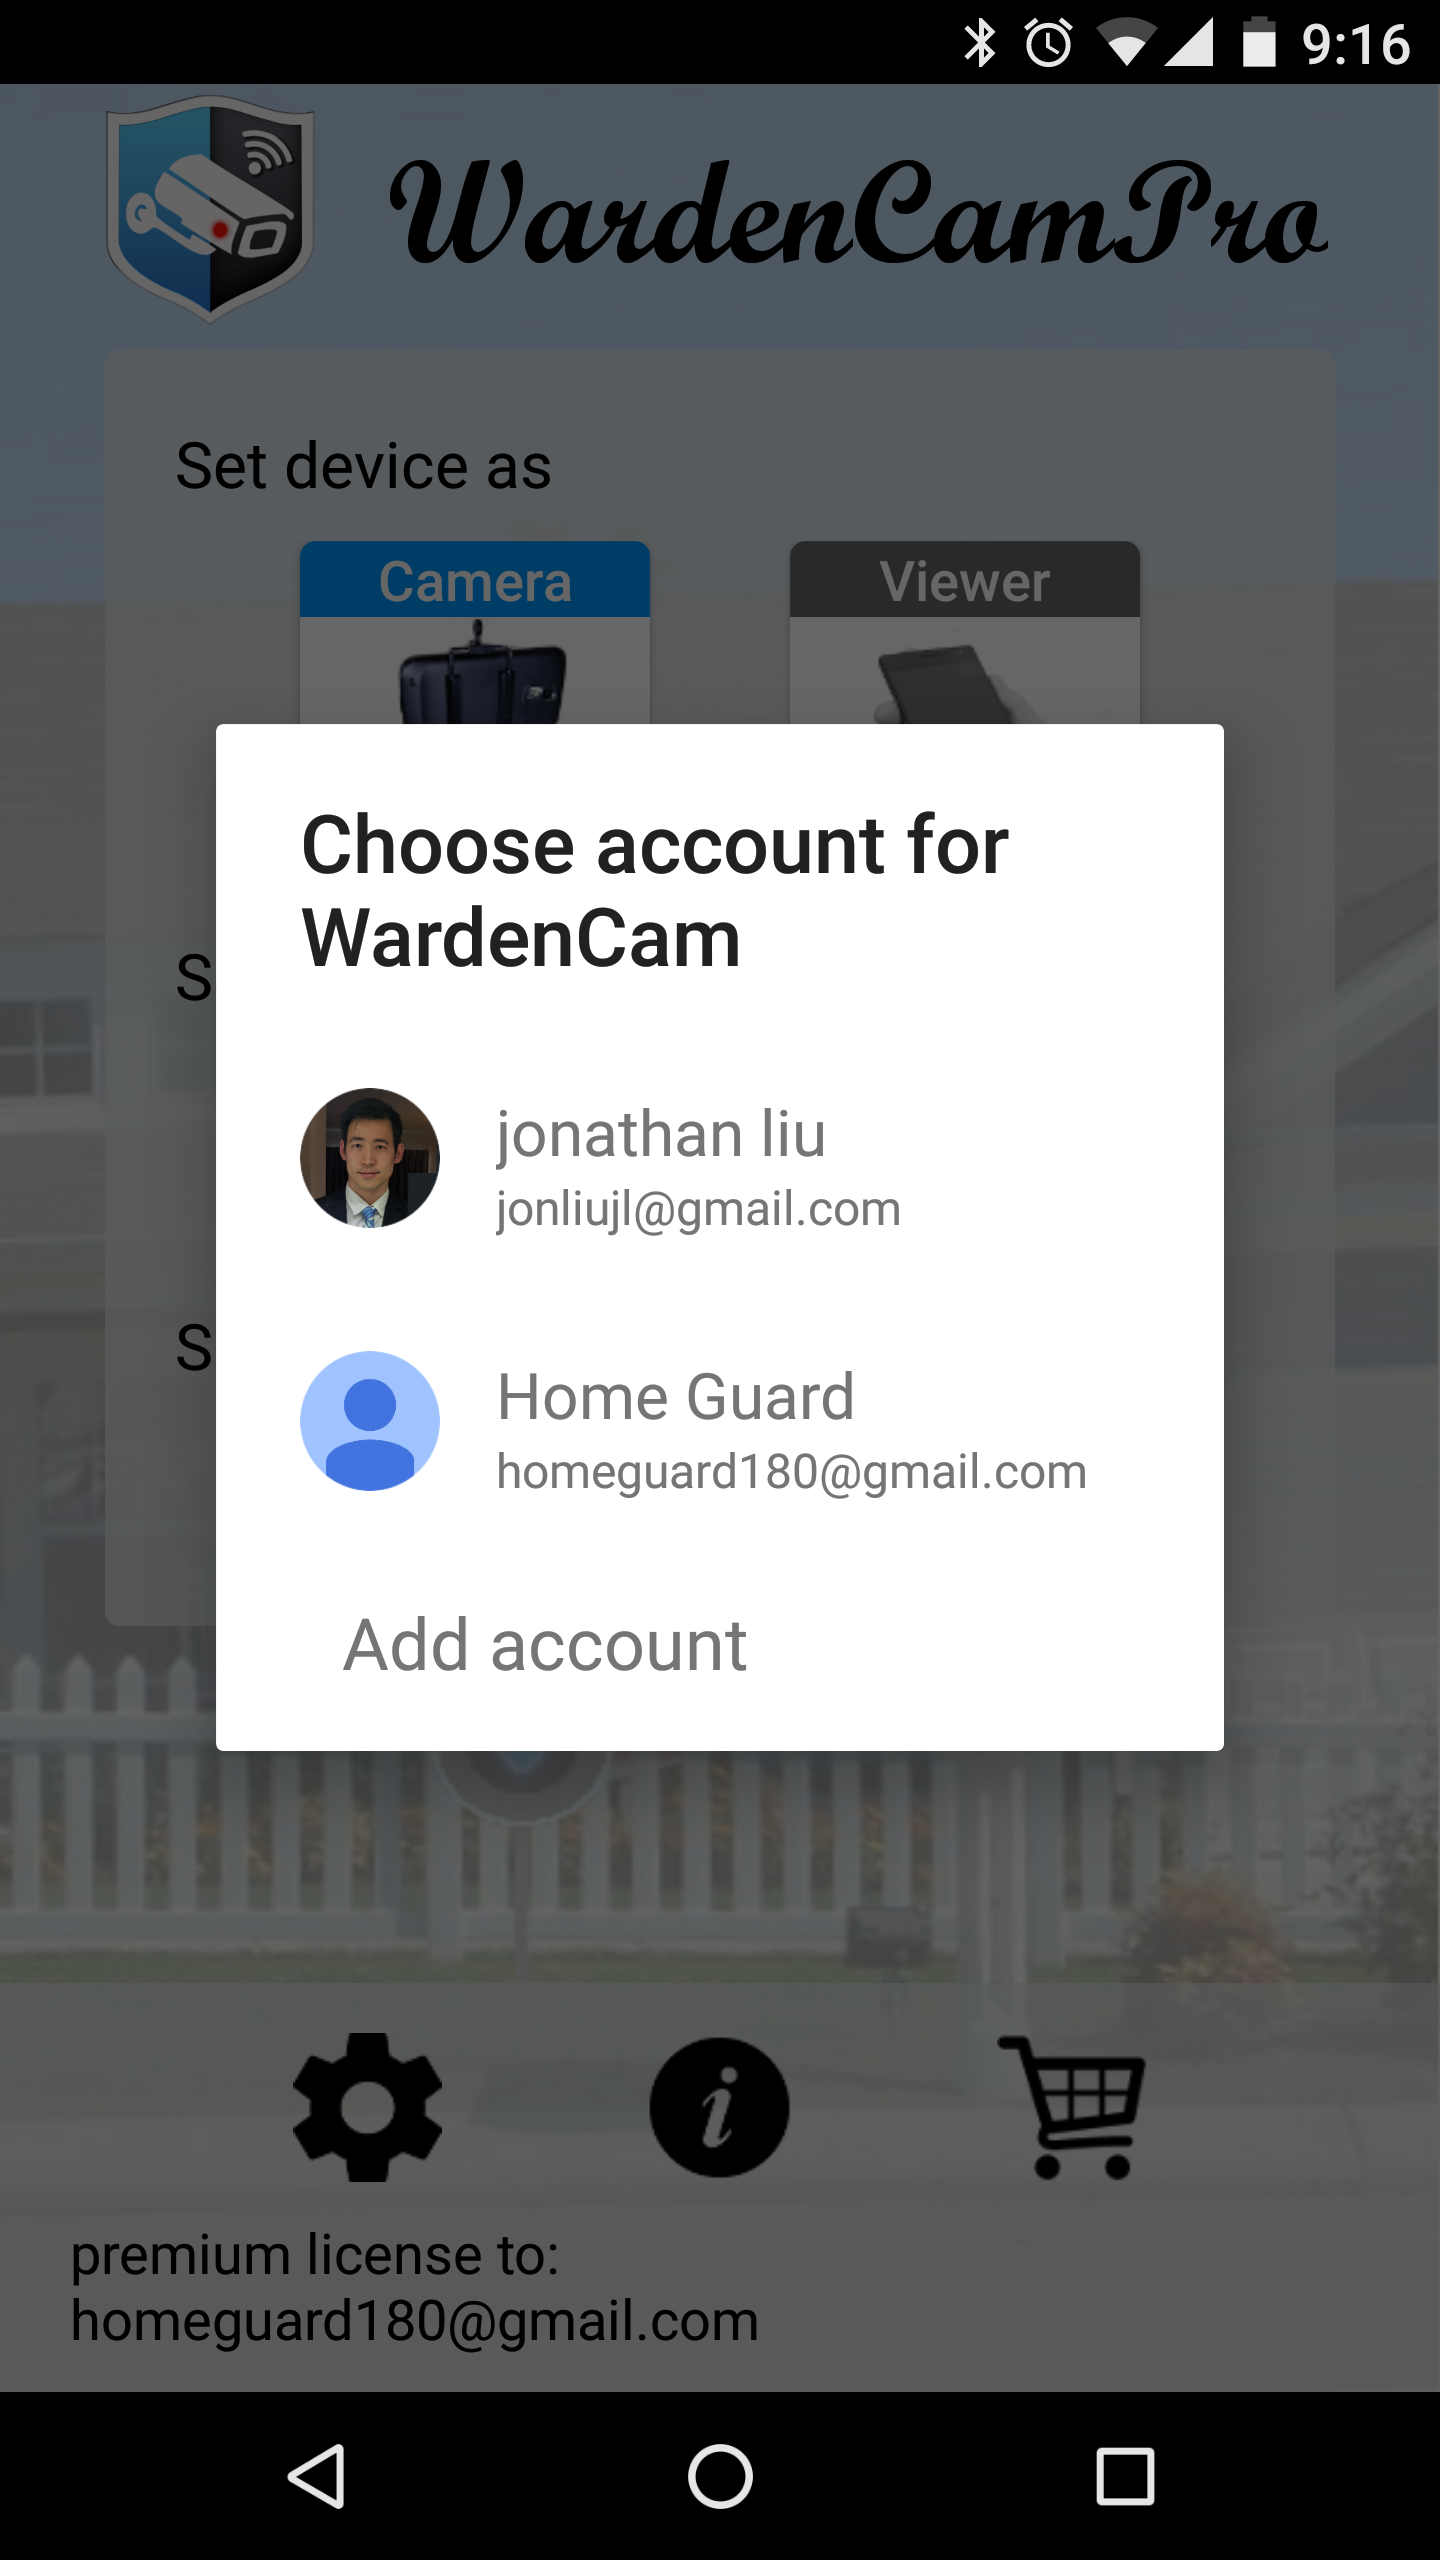 9:16
WardenCamPro
Set device as
Camera
Viewer
Choose account for
WardenCam
S
jonathan liu
jonliujl@gmail.com
S
Home Guard
homeguard180@gmail.com
Add account
i
premium license to:
homeguard180@gmail.com